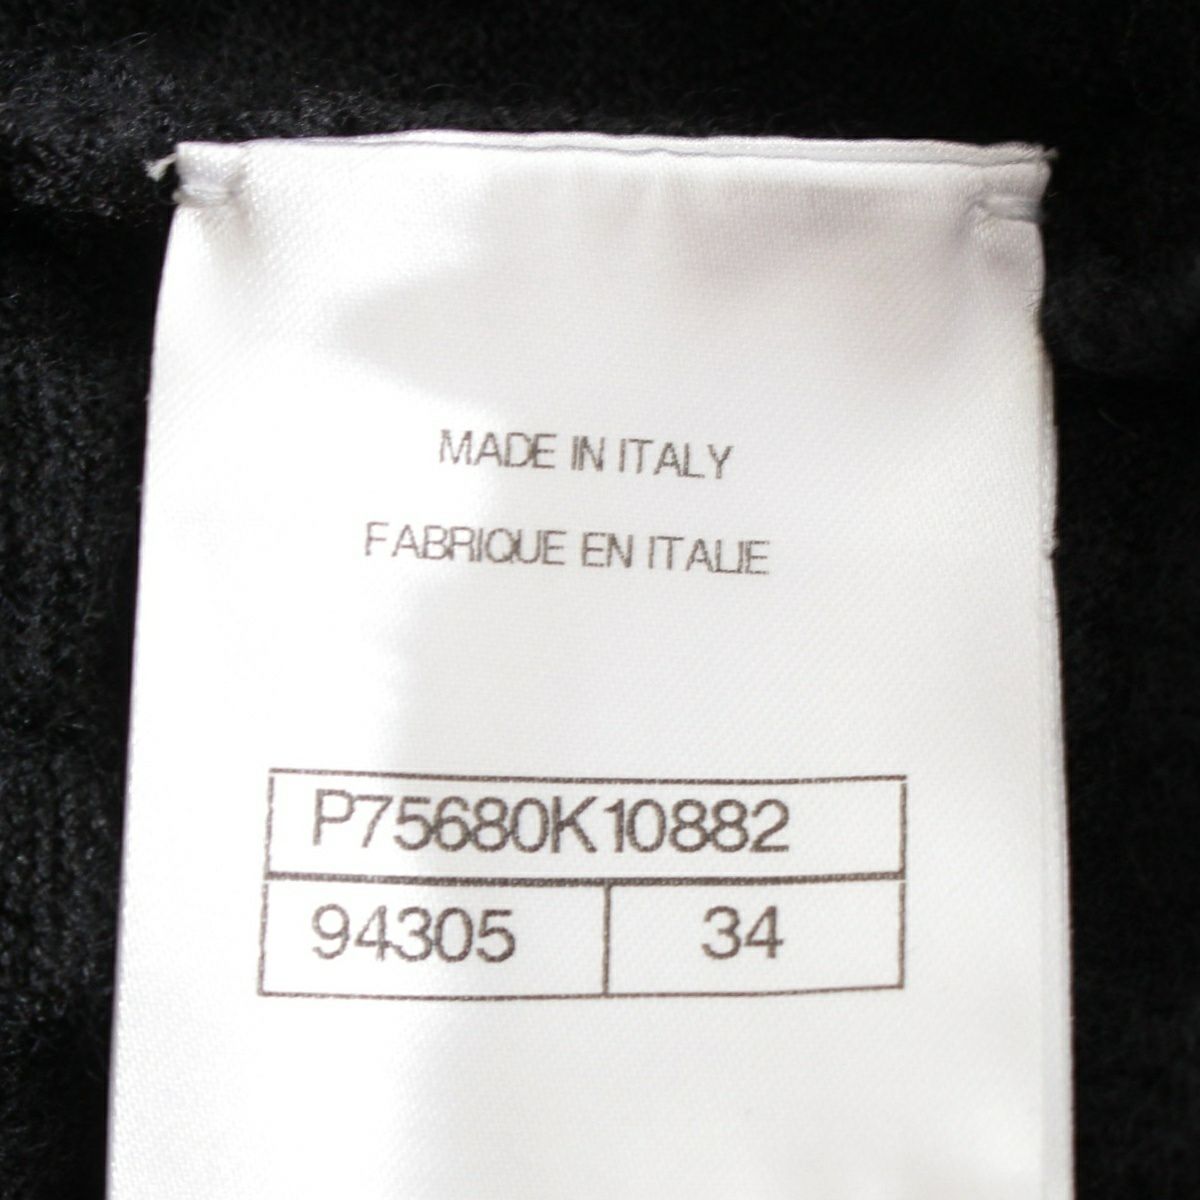 MADE IN ITALY
FABRIQUE EN ITALIE
P75680K10882
94305 34